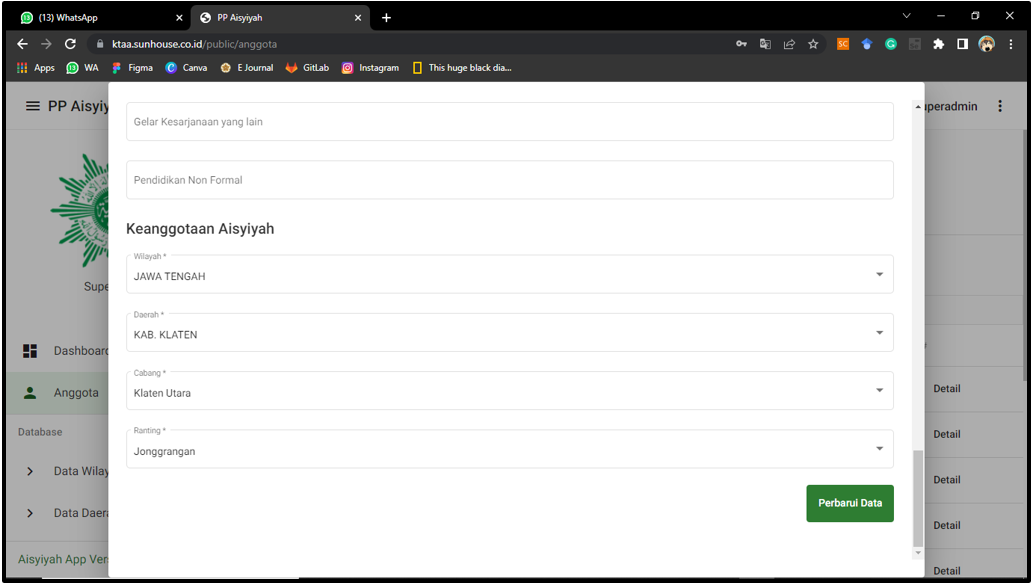 (13) WhatsApp
PP Aisyiyah
ktaa.sunhouse.co.id/public/anggota
Apps
WA
Figma
Canva
E Journal
GitLab
Instagram
This huge black dia...
PP Aisyiy
peradmin
Gelar Kesarjanaan yang lain
Pendidikan Non Formal
Keanggotaan Aisyiyah
Wilayah *
JAWA TENGAH
Daerah *
KAB. KLATEN
Cabang *
Klaten Utara
Ranting *
Jonggrangan
Perbarui Data
Supe
Dashboard
Anggota
Database
Data Wilay
Data Daera
Aisyiyah App Vers
Detail
Detail
Detail
Detail
Detail